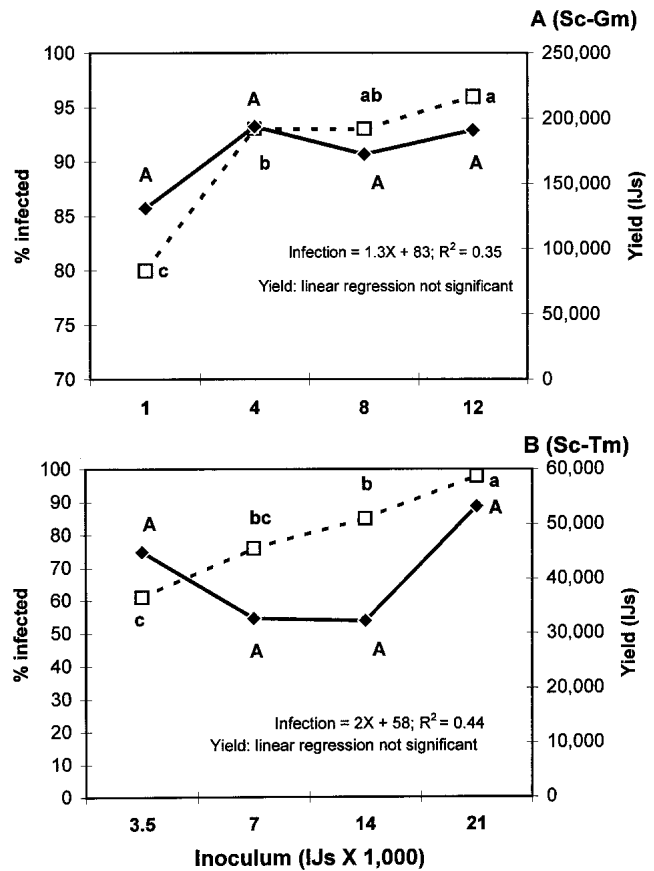 A (Sc-Gm)
100
95
90
85
80
75
70
% infected
250,000
200,000
150,000
100,000
50,000
0
Yield (IJs)
A
A
ab
a
b
A
A
c
Infection = 1.3X + 83; R² = 0.35
Yield: linear regression not significant
1 4 8 12
B (Sc-Tm)
100
90
80
70
60
50
40
30
20
10
0
% infected
60,000
50,000
40,000
30,000
20,000
10,000
0
Yield (IJs)
A
bc
b
a
A
c
A
A
Infection = 2X + 58; R² = 0.44
Yield: linear regression not significant
3.5 7 14 21
Inoculum (IJs X 1,000)